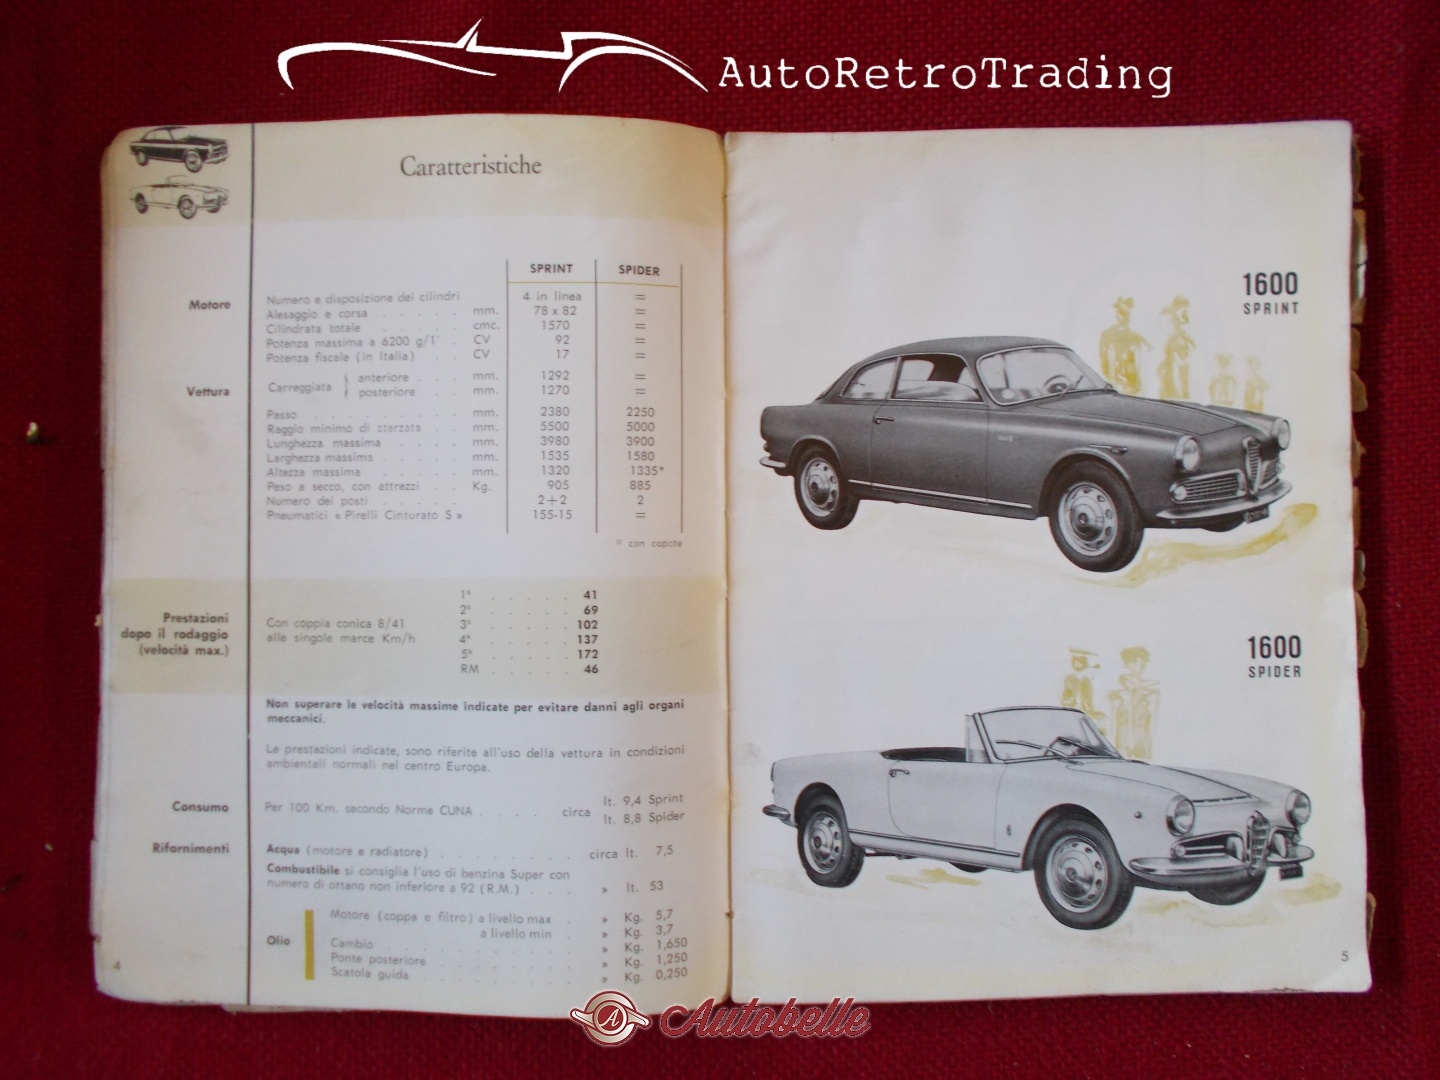 AutoRetroTrading
Caratteristiche
SPRINT SPIDER
Motore
Numero e disposizione dei cilindri 4 in linea =
Alesaggio e corsa . . . . . mm. 78 x 82 =
Cilindrata totale . . . . . cmc. 1570 =
Potenza massima a 6200 g/1' . CV 92 =
Potenza fiscale (in Italia) . . CV 17 =
Vettura
Carreggiata { anteriore . . . mm. 1292 =
posteriore . . . mm. 1270 =
Passo . . . . . . . . . mm. 2380 2250
Raggio minimo di sterzata . . mm. 5500 5000
Lunghezza massima . . . . mm. 3980 3900
Larghezza massima . . . . mm. 1535 1580
Altezza massima . . . . . mm. 1320 1335*
Peso a secco, con attrezzi . . Kg. 905 885
Numero dei posti . . . . . 2+2 2
Pneumatici « Pirelli Cinturato S » 155-15 =
* con capote
Prestazioni
dopo il rodaggio
(velocità max.)
Con coppia conica 8/41
alle singole marce Km/h
1ª . . . . . 41
2ª . . . . . 69
3ª . . . . . 102
4ª . . . . . 137
5ª . . . . . 172
RM . . . . . 46
Non superare le velocità massime indicate per evitare danni agli organi
meccanici.
Le prestazioni indicate, sono riferite all'uso della vettura in condizioni
ambientali normali nel centro Europa.
Consumo
Per 100 Km. secondo Norme CUNA . . . . circa lt. 9,4 Sprint
lt. 8,8 Spider
Rifornimenti
Acqua (motore e radiatore) . . . . . . . . circa lt. 7,5
Combustibile si consiglia l'uso di benzina Super con
numero di ottano non inferiore a 92 (R.M.) . . . » lt. 53
Olio
Motore (coppa e filtro) a livello max . » Kg. 5,7
a livello min . » Kg. 3,7
Cambio . . . . . . . . . » Kg. 1,650
Ponte posteriore . . . . . . . » Kg. 1,250
Scatola guida . . . . . . . . » Kg. 0,250
4
1600
SPRINT
1600
SPIDER
5
A
Autobelle